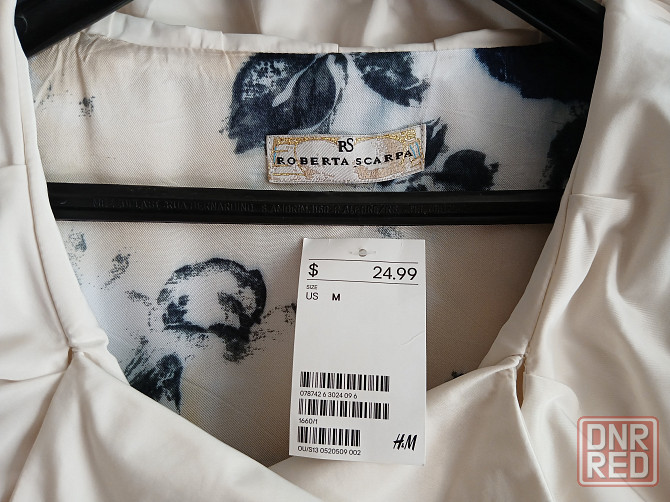 RS
ROBERTA SCARPA
$ 24.99
SIZE
US M
078742 6 3024 09 6
1660/1
OU/S13 0520509 002
H&M
DNR
RED